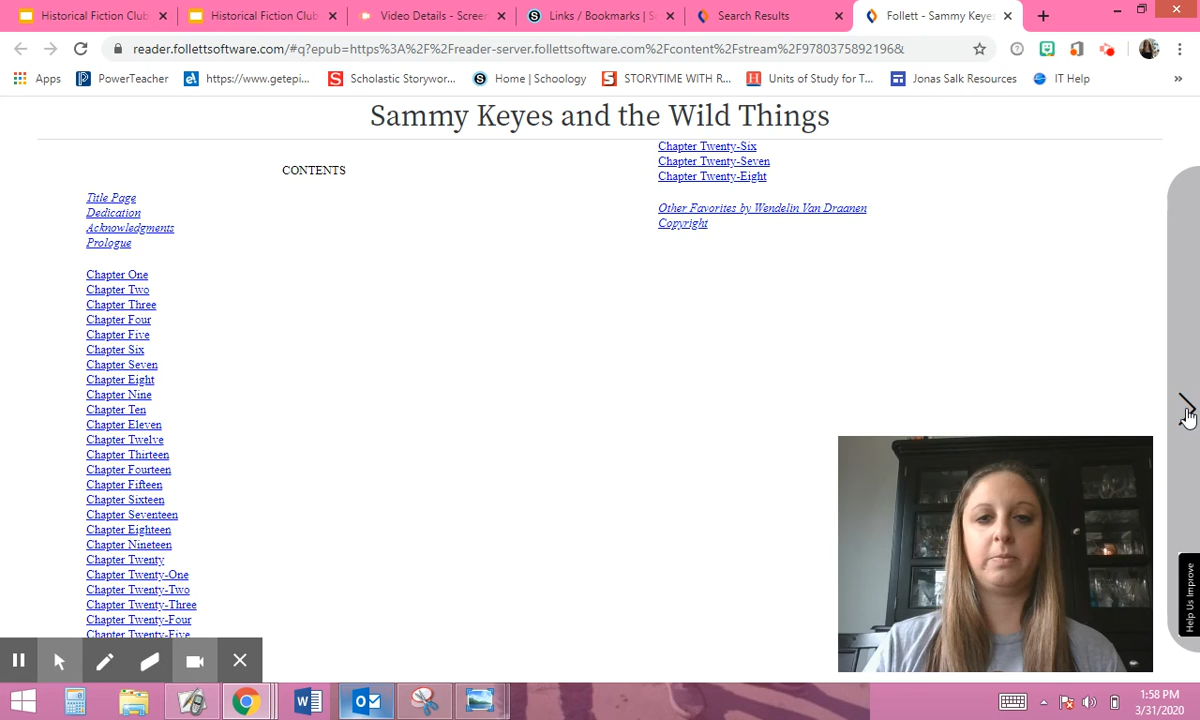 Historical Fiction Club
Historical Fiction Club
Video Details - Screen
Links / Bookmarks | S
Search Results
Follett - Sammy Keyes
reader.follettsoftware.com/#q?epub=https%3A%2F%2Freader-server.follettsoftware.com%2Fcontent%2Fstream%2F9780375892196&
Apps
PowerTeacher
https://www.getepi...
Scholastic Storywor...
Home | Schoology
STORYTIME WITH R...
Units of Study for T...
Jonas Salk Resources
IT Help
»
Sammy Keyes and the Wild Things
CONTENTS
Title Page
Dedication
Acknowledgments
Prologue
Chapter One
Chapter Two
Chapter Three
Chapter Four
Chapter Five
Chapter Six
Chapter Seven
Chapter Eight
Chapter Nine
Chapter Ten
Chapter Eleven
Chapter Twelve
Chapter Thirteen
Chapter Fourteen
Chapter Fifteen
Chapter Sixteen
Chapter Seventeen
Chapter Eighteen
Chapter Nineteen
Chapter Twenty
Chapter Twenty-One
Chapter Twenty-Two
Chapter Twenty-Three
Chapter Twenty-Four
Chapter Twenty-Five
Chapter Twenty-Six
Chapter Twenty-Seven
Chapter Twenty-Eight
Other Favorites by Wendelin Van Draanen
Copyright
Help Us Improve
1:58 PM
3/31/2020